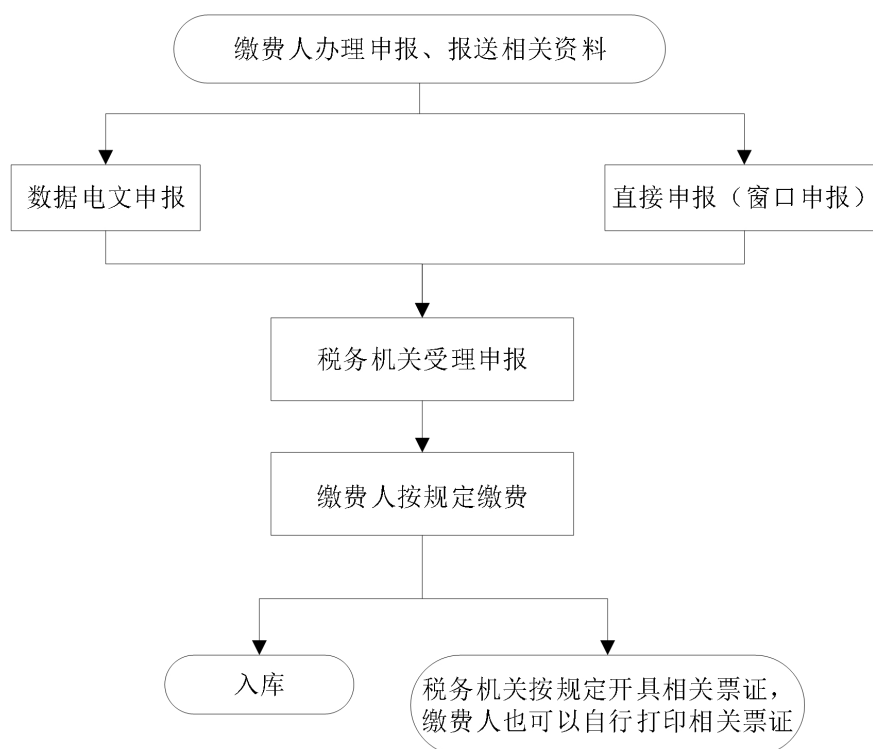 缴费人办理申报、报送相关资料
数据电文申报
直接申报（窗口申报）
税务机关受理申报
缴费人按规定缴费
入库
税务机关按规定开具相关票证，
缴费人也可以自行打印相关票证